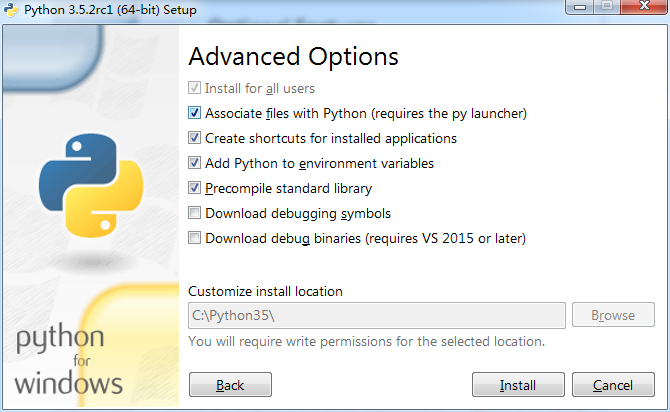 Python 3.5.2rc1 (64-bit) Setup
Advanced Options
Install for all users
Associate files with Python (requires the py launcher)
Create shortcuts for installed applications
Add Python to environment variables
Precompile standard library
Download debugging symbols
Download debug binaries (requires VS 2015 or later)
Customize install location
C:\Python35\
Browse
You will require write permissions for the selected location.
python
for
windows
Back
Install
Cancel